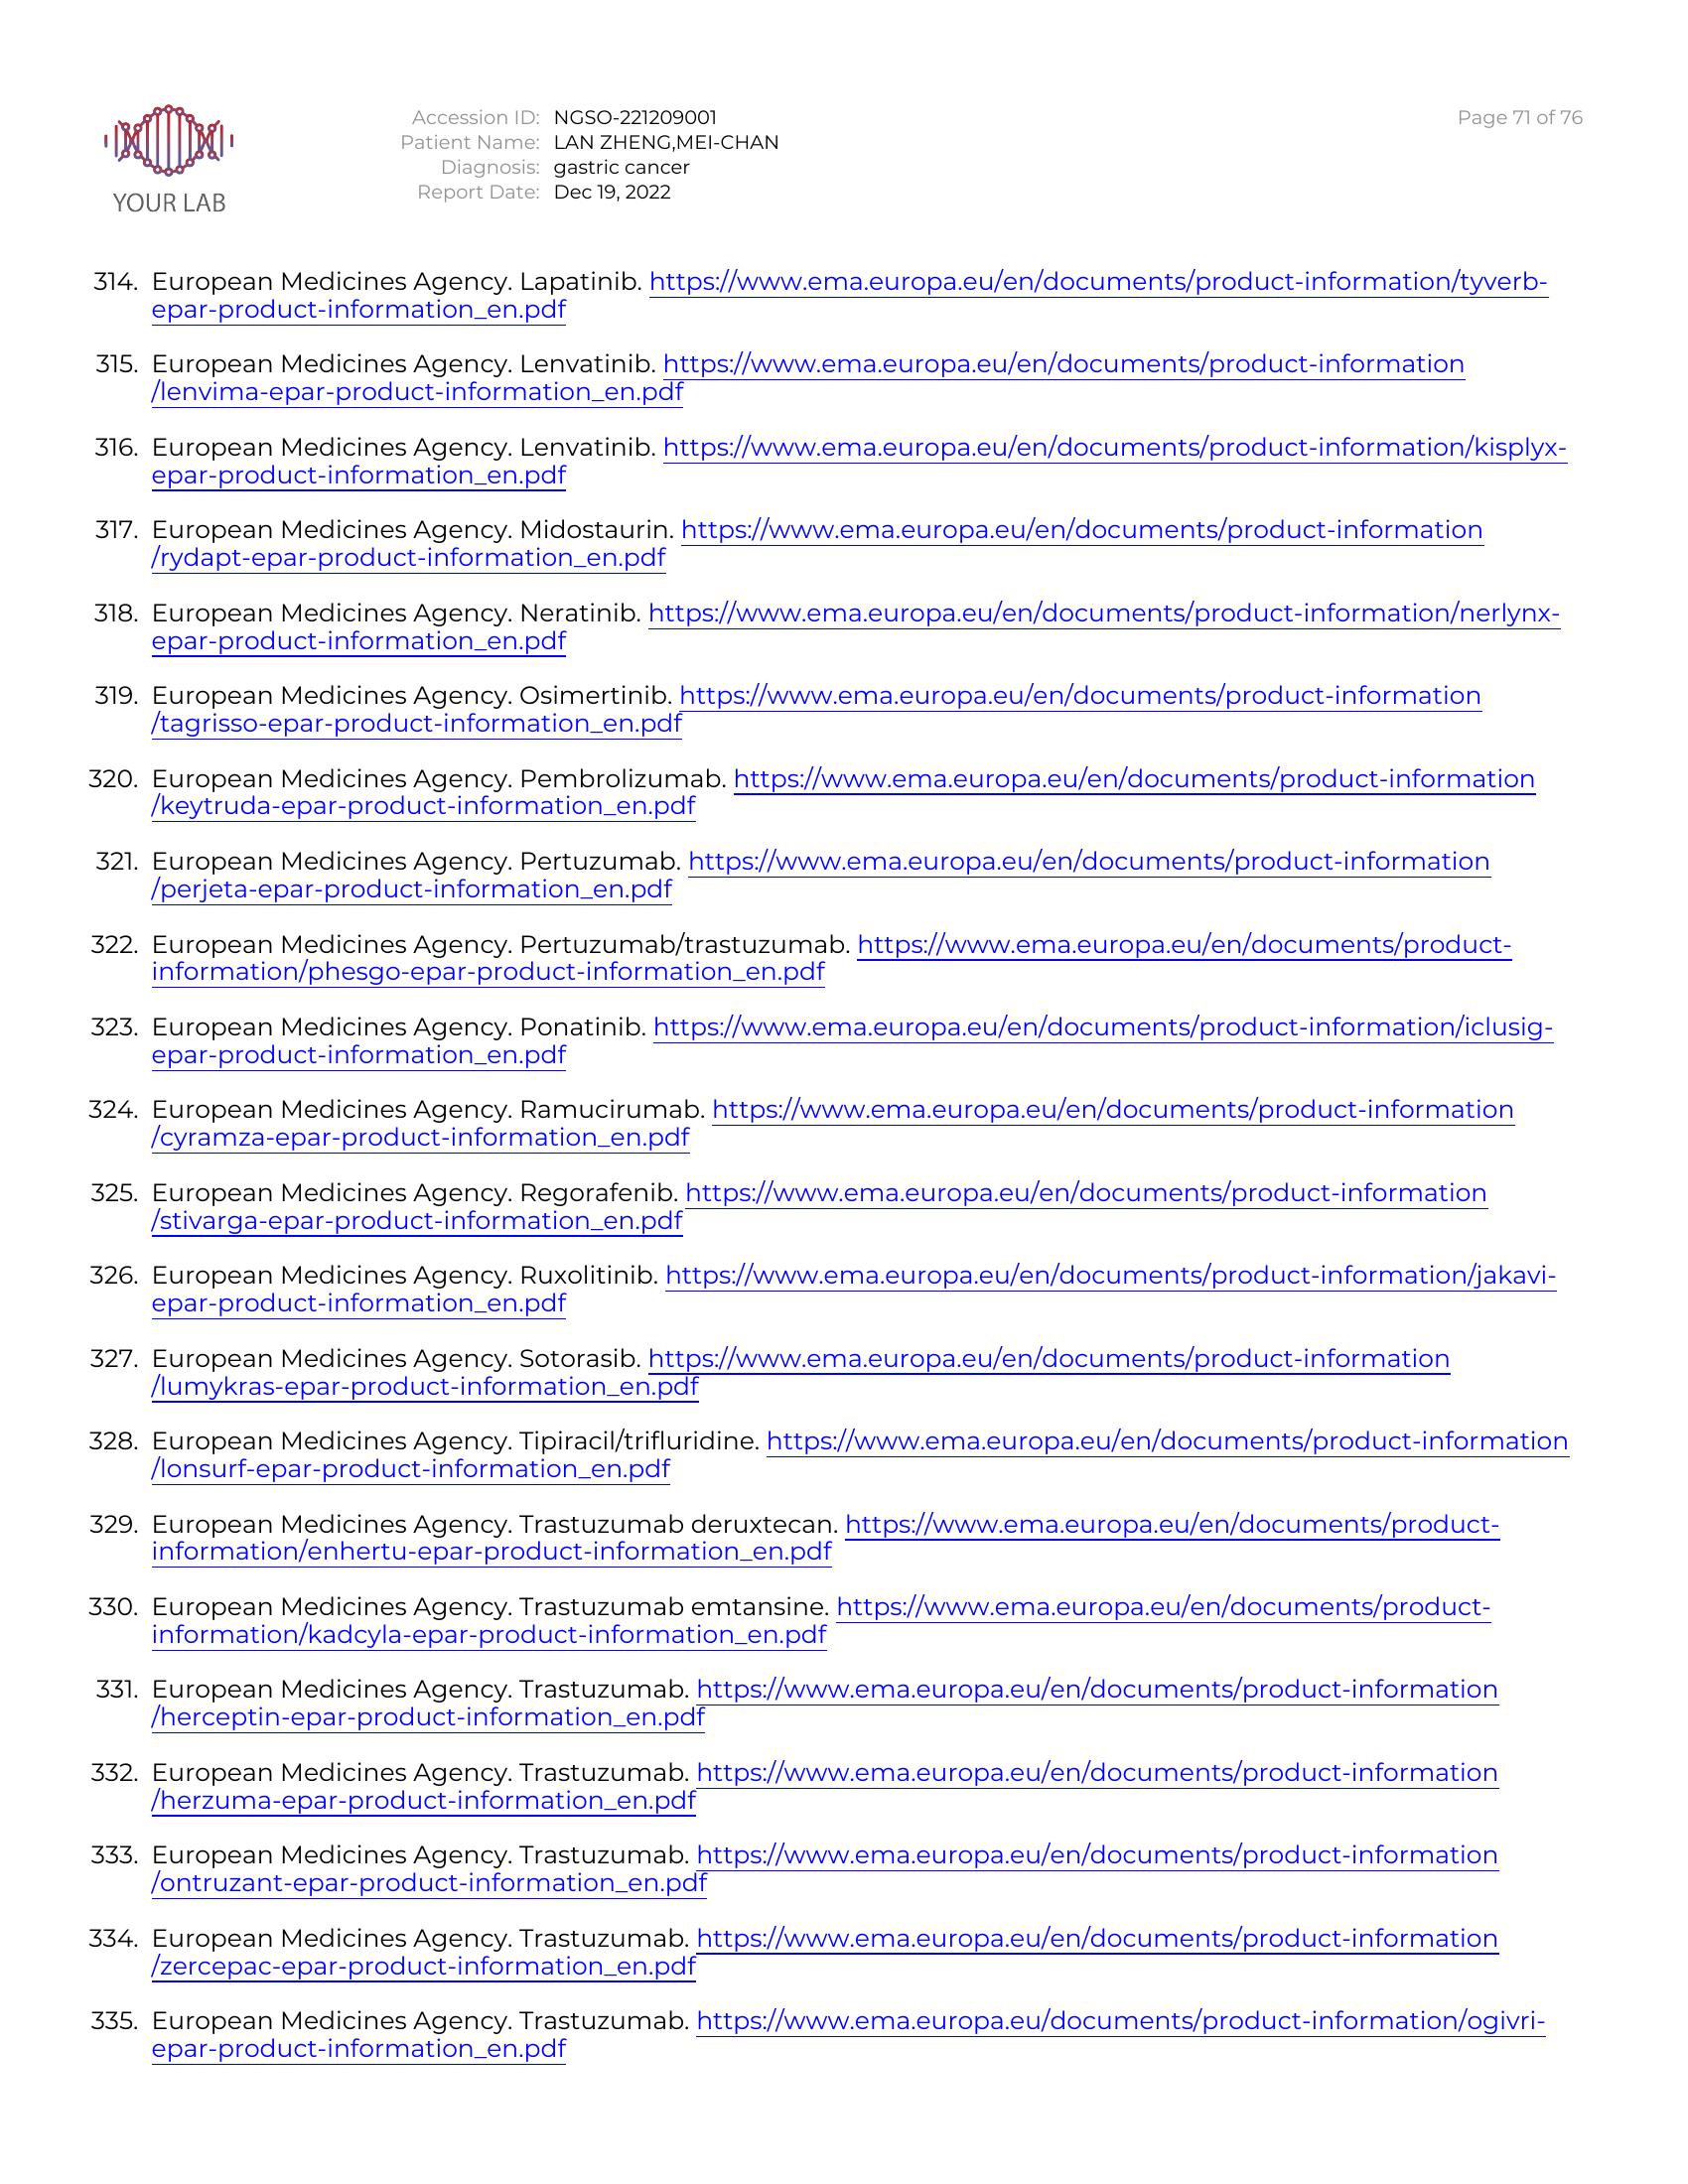 YOUR LAB
Accession ID: NGSO-221209001
Patient Name: LAN ZHENG,MEI-CHAN
Diagnosis: gastric cancer
Report Date: Dec 19, 2022
Page 71 of 76
314. European Medicines Agency. Lapatinib. https://www.ema.europa.eu/en/documents/product-information/tyverb-
epar-product-information_en.pdf
315. European Medicines Agency. Lenvatinib. https://www.ema.europa.eu/en/documents/product-information
/lenvima-epar-product-information_en.pdf
316. European Medicines Agency. Lenvatinib. https://www.ema.europa.eu/en/documents/product-information/kisplyx-
epar-product-information_en.pdf
317. European Medicines Agency. Midostaurin. https://www.ema.europa.eu/en/documents/product-information
/rydapt-epar-product-information_en.pdf
318. European Medicines Agency. Neratinib. https://www.ema.europa.eu/en/documents/product-information/nerlynx-
epar-product-information_en.pdf
319. European Medicines Agency. Osimertinib. https://www.ema.europa.eu/en/documents/product-information
/tagrisso-epar-product-information_en.pdf
320. European Medicines Agency. Pembrolizumab. https://www.ema.europa.eu/en/documents/product-information
/keytruda-epar-product-information_en.pdf
321. European Medicines Agency. Pertuzumab. https://www.ema.europa.eu/en/documents/product-information
/perjeta-epar-product-information_en.pdf
322. European Medicines Agency. Pertuzumab/trastuzumab. https://www.ema.europa.eu/en/documents/product-
information/phesgo-epar-product-information_en.pdf
323. European Medicines Agency. Ponatinib. https://www.ema.europa.eu/en/documents/product-information/iclusig-
epar-product-information_en.pdf
324. European Medicines Agency. Ramucirumab. https://www.ema.europa.eu/en/documents/product-information
/cyramza-epar-product-information_en.pdf
325. European Medicines Agency. Regorafenib. https://www.ema.europa.eu/en/documents/product-information
/stivarga-epar-product-information_en.pdf
326. European Medicines Agency. Ruxolitinib. https://www.ema.europa.eu/en/documents/product-information/jakavi-
epar-product-information_en.pdf
327. European Medicines Agency. Sotorasib. https://www.ema.europa.eu/en/documents/product-information
/lumykras-epar-product-information_en.pdf
328. European Medicines Agency. Tipiracil/trifluridine. https://www.ema.europa.eu/en/documents/product-information
/lonsurf-epar-product-information_en.pdf
329. European Medicines Agency. Trastuzumab deruxtecan. https://www.ema.europa.eu/en/documents/product-
information/enhertu-epar-product-information_en.pdf
330. European Medicines Agency. Trastuzumab emtansine. https://www.ema.europa.eu/en/documents/product-
information/kadcyla-epar-product-information_en.pdf
331. European Medicines Agency. Trastuzumab. https://www.ema.europa.eu/en/documents/product-information
/herceptin-epar-product-information_en.pdf
332. European Medicines Agency. Trastuzumab. https://www.ema.europa.eu/en/documents/product-information
/herzuma-epar-product-information_en.pdf
333. European Medicines Agency. Trastuzumab. https://www.ema.europa.eu/en/documents/product-information
/ontruzant-epar-product-information_en.pdf
334. European Medicines Agency. Trastuzumab. https://www.ema.europa.eu/en/documents/product-information
/zercepac-epar-product-information_en.pdf
335. European Medicines Agency. Trastuzumab. https://www.ema.europa.eu/documents/product-information/ogivri-
epar-product-information_en.pdf